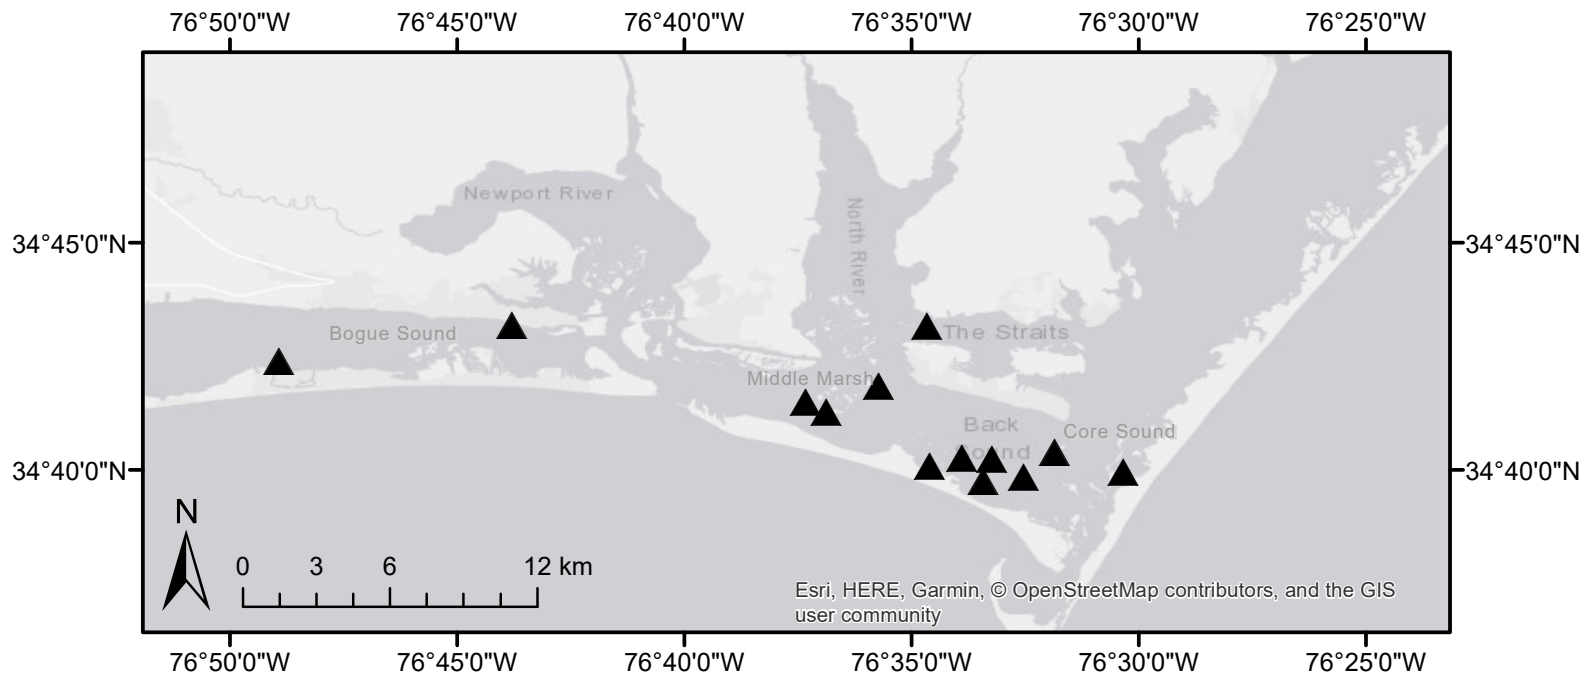 76°50'0"W 76°45'0"W 76°40'0"W 76°35'0"W 76°30'0"W 76°25'0"W
Newport River
North River
34°45'0"N 34°45'0"N
Bogue Sound
The Straits
Middle Marsh
Back
Sound
Core Sound
34°40'0"N 34°40'0"N
N
0 3 6 12 km
Esri, HERE, Garmin, © OpenStreetMap contributors, and the GIS
user community
76°50'0"W 76°45'0"W 76°40'0"W 76°35'0"W 76°30'0"W 76°25'0"W